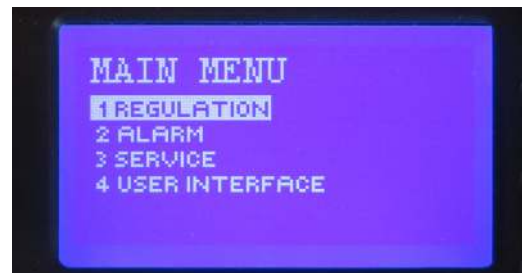 MAIN MENU
1 REGULATION
2 ALARM
3 SERVICE
4 USER INTERFACE